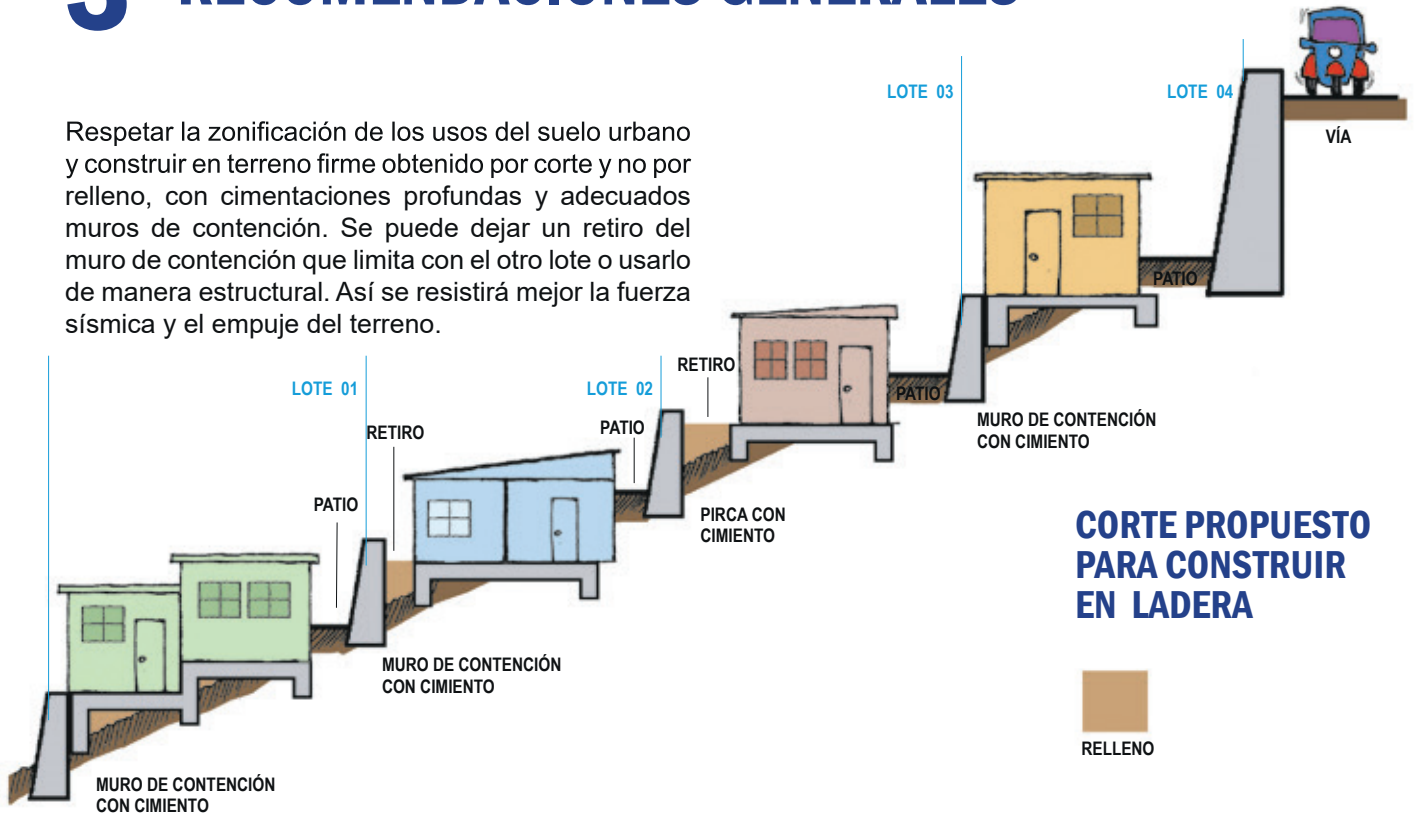 3 RECOMENDACIONES GENERALES
Respetar la zonificación de los usos del suelo urbano
y construir en terreno firme obtenido por corte y no por
relleno, con cimentaciones profundas y adecuados
muros de contención. Se puede dejar un retiro del
muro de contención que limita con el otro lote o usarlo
de manera estructural. Así se resistirá mejor la fuerza
sísmica y el empuje del terreno.
LOTE 03
LOTE 04
VÍA
PATIO
LOTE 01
LOTE 02
RETIRO
PATIO
MURO DE CONTENCIÓN
CON CIMIENTO
RETIRO
PATIO
PATIO
PIRCA CON
CIMIENTO
MURO DE CONTENCIÓN
CON CIMIENTO
MURO DE CONTENCIÓN
CON CIMIENTO
CORTE PROPUESTO
PARA CONSTRUIR
EN LADERA
RELLENO